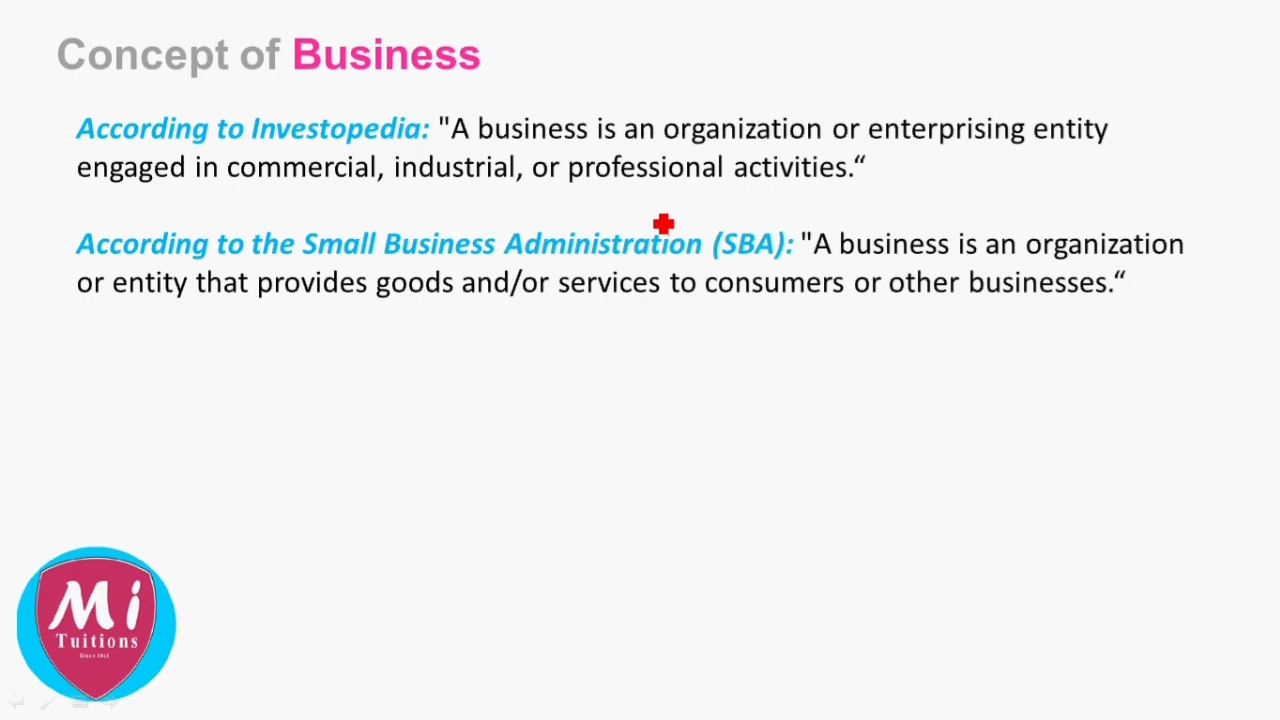 Concept of Business
According to Investopedia: "A business is an organization or enterprising entity
engaged in commercial, industrial, or professional activities.“
According to the Small Business Administration (SBA): "A business is an organization
or entity that provides goods and/or services to consumers or other businesses.“
Mi
Tuitions